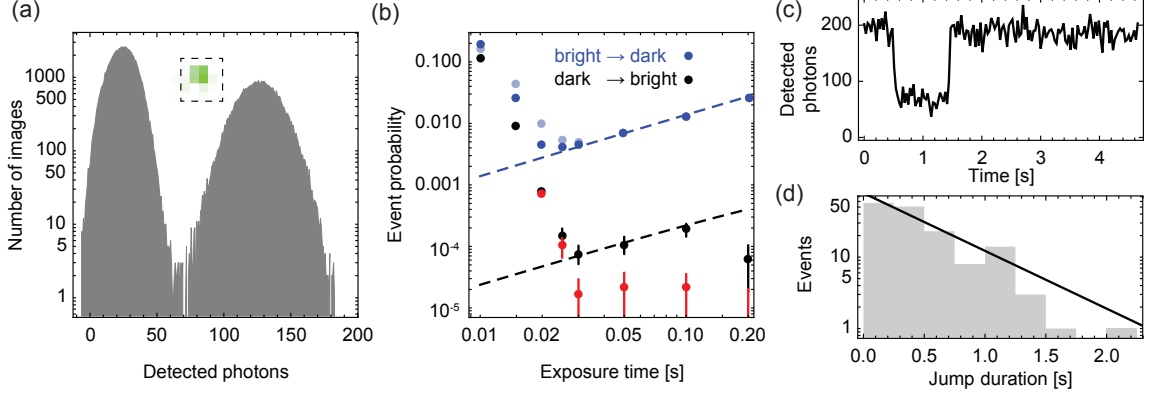 (a)
Number of images
1000
500
100
50
10
5
1
0
50
100
150
200
Detected photons
(b)
Event probability
0.100
0.010
0.001
10⁻⁴
10⁻⁵
bright → dark
dark → bright
0.01
0.02
0.05
0.10
0.20
Exposure time [s]
(c)
Detected
photons
200
100
0
0
1
2
3
4
Time [s]
(d)
Events
50
10
5
1
0.0
0.5
1.0
1.5
2.0
Jump duration [s]